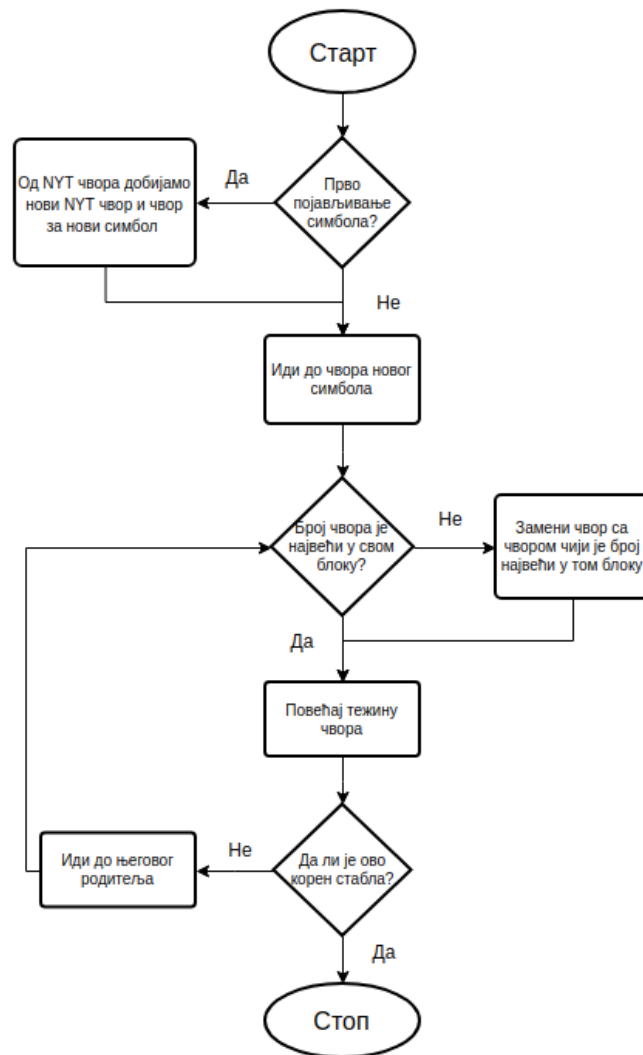 Старт
Прво
појављивање
симбола?
Да
Од NYT чвора добијамо
нови NYT чвор и чвор
за нови симбол
Не
Иди до чвора новог
симбола
Број чвора је
највећи у свом
блоку?
Не
Замени чвор са
чвором чији је број
највећи у том блоку
Да
Повећај тежину
чвора
Да ли је ово
корен стабла?
Не
Иди до његовог
родитеља
Да
Стоп